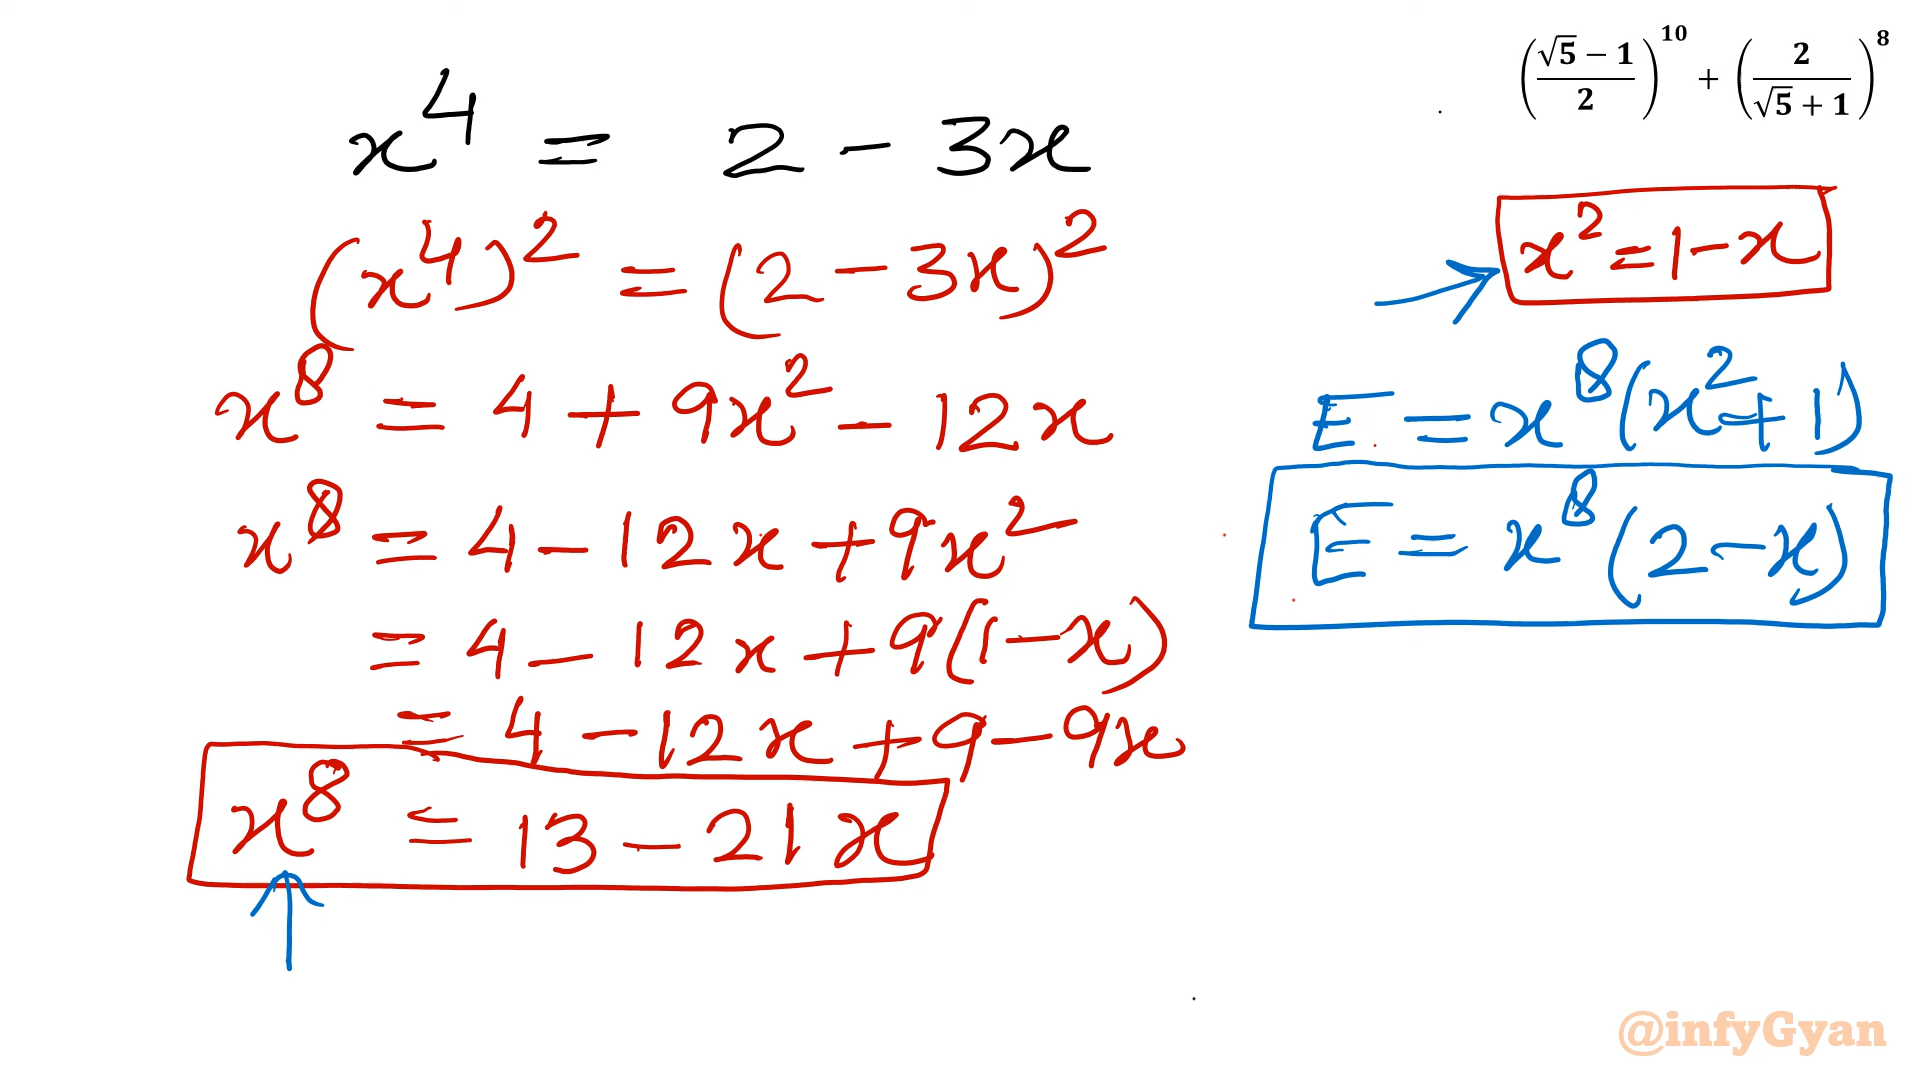 x⁴ = 2 - 3x
(x⁴)² = (2 - 3x)²
x⁸ = 4 + 9x² - 12x
x⁸ = 4 - 12x + 9x²
= 4 - 12x + 9(1 - x)
= 4 - 12x + 9 - 9x
x⁸ = 13 - 21x
((√5 − 1)/2)¹⁰ + (2/(√5 + 1))⁸
x² = 1 - x
E = x⁸(x² + 1)
E = x⁸(2 - x)
@infyGyan